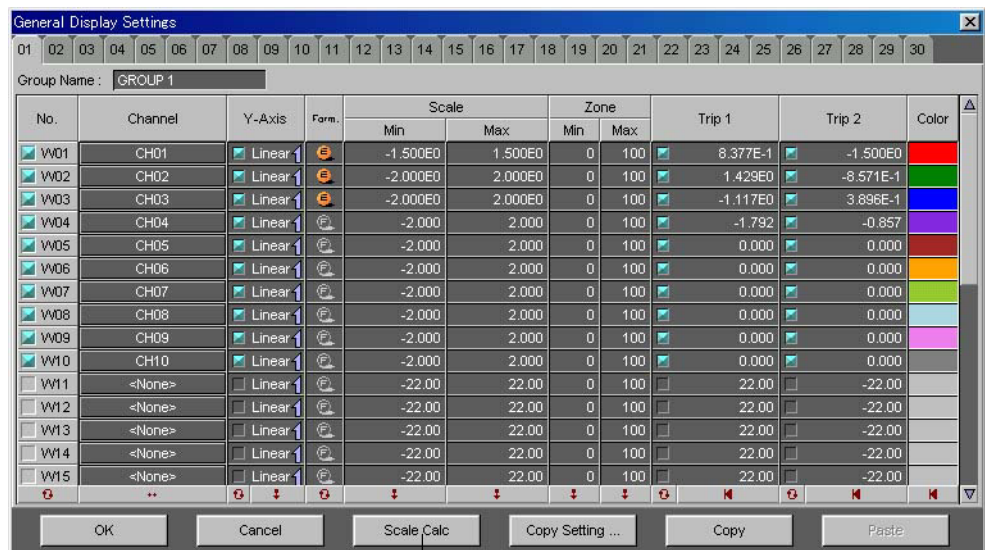 General Display Settings
01 02 03 04 05 06 07 08 09 10 11 12 13 14 15 16 17 18 19 20 21 22 23 24 25 26 27 28 29 30
Group Name : GROUP 1
No. Channel Y-Axis Form. Scale Zone Trip 1 Trip 2 Color
Min Max Min Max
W01 CH01 Linear E -1.500E0 1.500E0 0 100 8.377E-1 -1.500E0
W02 CH02 Linear E -2.000E0 2.000E0 0 100 1.429E0 -8.571E-1
W03 CH03 Linear E -2.000E0 2.000E0 0 100 -1.117E0 3.896E-1
W04 CH04 Linear F -2.000 2.000 0 100 -1.792 -0.857
W05 CH05 Linear F -2.000 2.000 0 100 0.000 0.000
W06 CH06 Linear F -2.000 2.000 0 100 0.000 0.000
W07 CH07 Linear F -2.000 2.000 0 100 0.000 0.000
W08 CH08 Linear F -2.000 2.000 0 100 0.000 0.000
W09 CH09 Linear F -2.000 2.000 0 100 0.000 0.000
W10 CH10 Linear F -2.000 2.000 0 100 0.000 0.000
W11 <None> Linear F -22.00 22.00 0 100 22.00 -22.00
W12 <None> Linear F -22.00 22.00 0 100 22.00 -22.00
W13 <None> Linear F -22.00 22.00 0 100 22.00 -22.00
W14 <None> Linear F -22.00 22.00 0 100 22.00 -22.00
W15 <None> Linear F -22.00 22.00 0 100 22.00 -22.00
OK Cancel Scale Calc Copy Setting ... Copy Paste